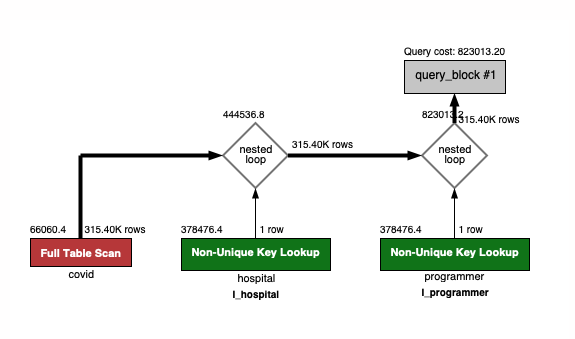 Query cost: 823013.20
query_block #1
444536.8
823013.2
315.40K rows
nested
loop
315.40K rows
nested
loop
66060.4
315.40K rows
378476.4
1 row
378476.4
1 row
Full Table Scan
Non-Unique Key Lookup
Non-Unique Key Lookup
covid
hospital
programmer
I_hospital
I_programmer